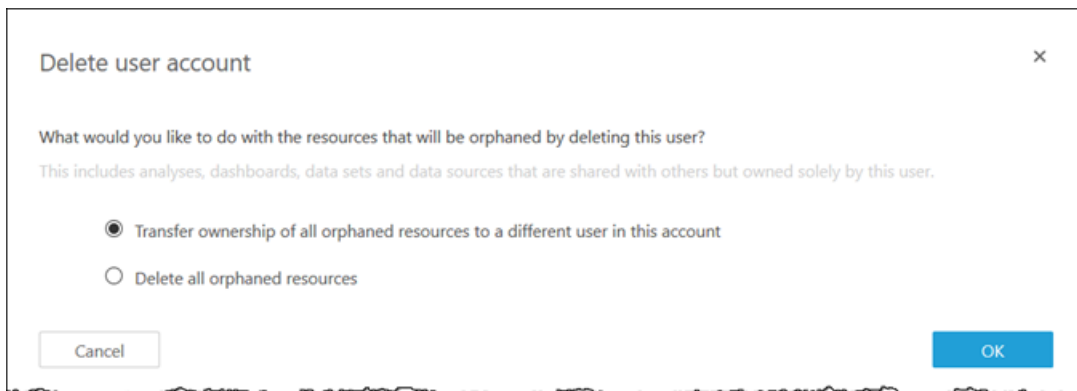 Delete user account
×
What would you like to do with the resources that will be orphaned by deleting this user?
This includes analyses, dashboards, data sets and data sources that are shared with others but owned solely by this user.
Transfer ownership of all orphaned resources to a different user in this account
Delete all orphaned resources
Cancel
OK